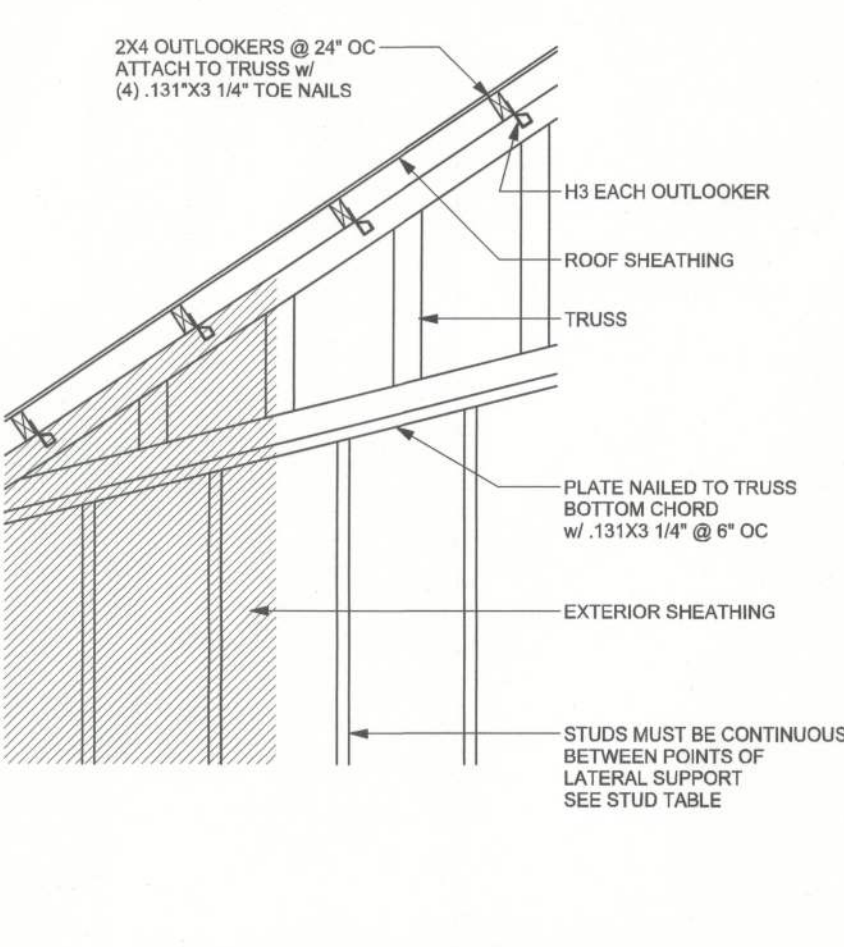 2X4 OUTLOOKERS @ 24" OC
ATTACH TO TRUSS w/
(4) .131"X3 1/4" TOE NAILS
H3 EACH OUTLOOKER
ROOF SHEATHING
TRUSS
PLATE NAILED TO TRUSS
BOTTOM CHORD
w/ .131X3 1/4" @ 6" OC
EXTERIOR SHEATHING
STUDS MUST BE CONTINUOUS
BETWEEN POINTS OF
LATERAL SUPPORT
SEE STUD TABLE